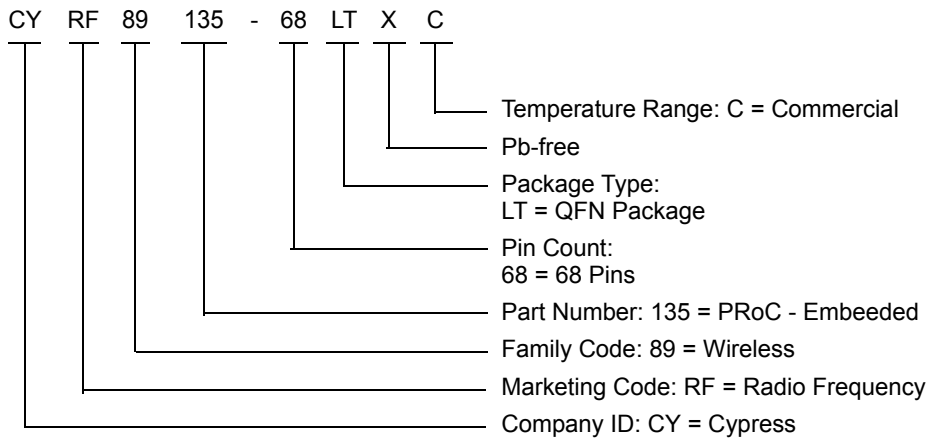 CY RF 89 135 - 68 LT X C
Temperature Range: C = Commercial
Pb-free
Package Type:
LT = QFN Package
Pin Count:
68 = 68 Pins
Part Number: 135 = PRoC - Embeeded
Family Code: 89 = Wireless
Marketing Code: RF = Radio Frequency
Company ID: CY = Cypress